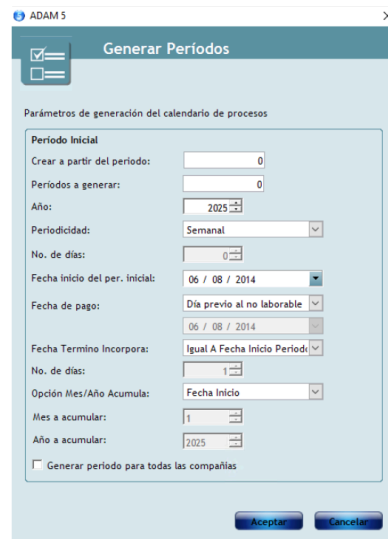 ADAM 5
Generar Períodos
Parámetros de generación del calendario de procesos
Período Inicial
Crear a partir del periodo: 0
Períodos a generar: 0
Año: 2025
Periodicidad: Semanal
No. de días: 0
Fecha inicio del per. inicial: 06 / 08 / 2014
Fecha de pago: Día previo al no laborable
06 / 08 / 2014
Fecha Termino Incorpora: Igual A Fecha Inicio Period
No. de días: 1
Opción Mes/Año Acumula: Fecha Inicio
Mes a acumular: 1
Año a acumular: 2025
Generar periodo para todas las compañias
Aceptar Cancelar